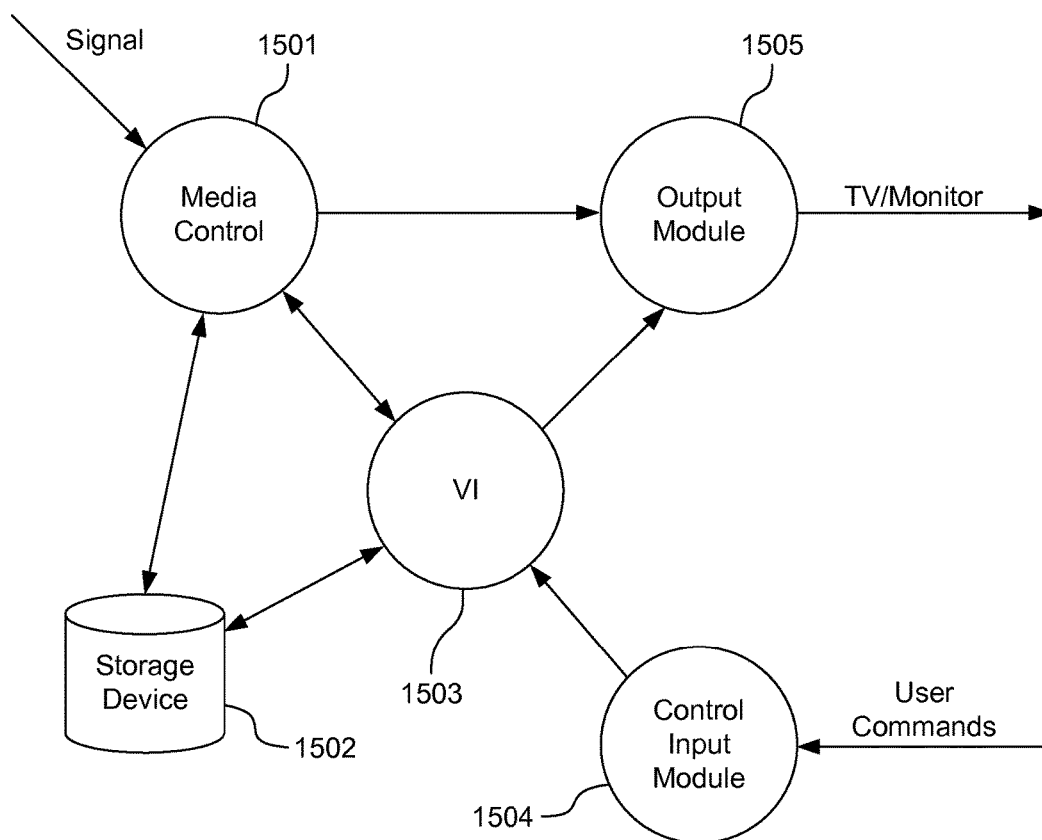 Signal
1501
1505
Media
Control
Output
Module
TV/Monitor
VI
Storage
Device
1503
1502
Control
Input
Module
User
Commands
1504